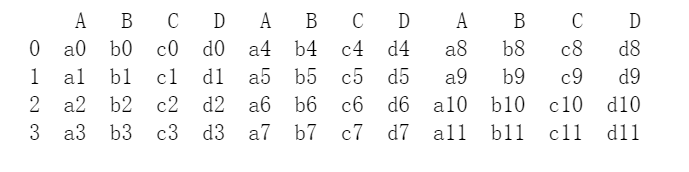 A B C D A B C D A B C D
0 a0 b0 c0 d0 a4 b4 c4 d4 a8 b8 c8 d8
1 a1 b1 c1 d1 a5 b5 c5 d5 a9 b9 c9 d9
2 a2 b2 c2 d2 a6 b6 c6 d6 a10 b10 c10 d10
3 a3 b3 c3 d3 a7 b7 c7 d7 a11 b11 c11 d11